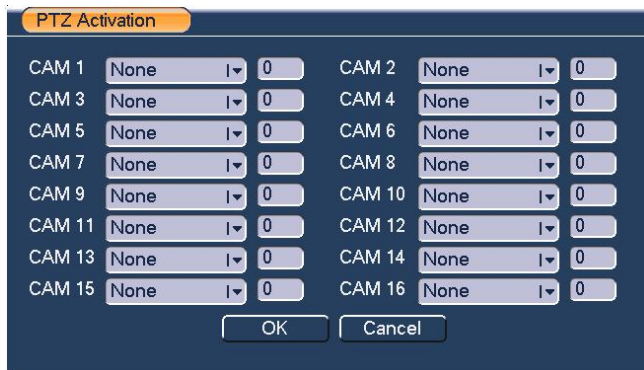 PTZ Activation
CAM 1 None 0 CAM 2 None 0
CAM 3 None 0 CAM 4 None 0
CAM 5 None 0 CAM 6 None 0
CAM 7 None 0 CAM 8 None 0
CAM 9 None 0 CAM 10 None 0
CAM 11 None 0 CAM 12 None 0
CAM 13 None 0 CAM 14 None 0
CAM 15 None 0 CAM 16 None 0
OK Cancel